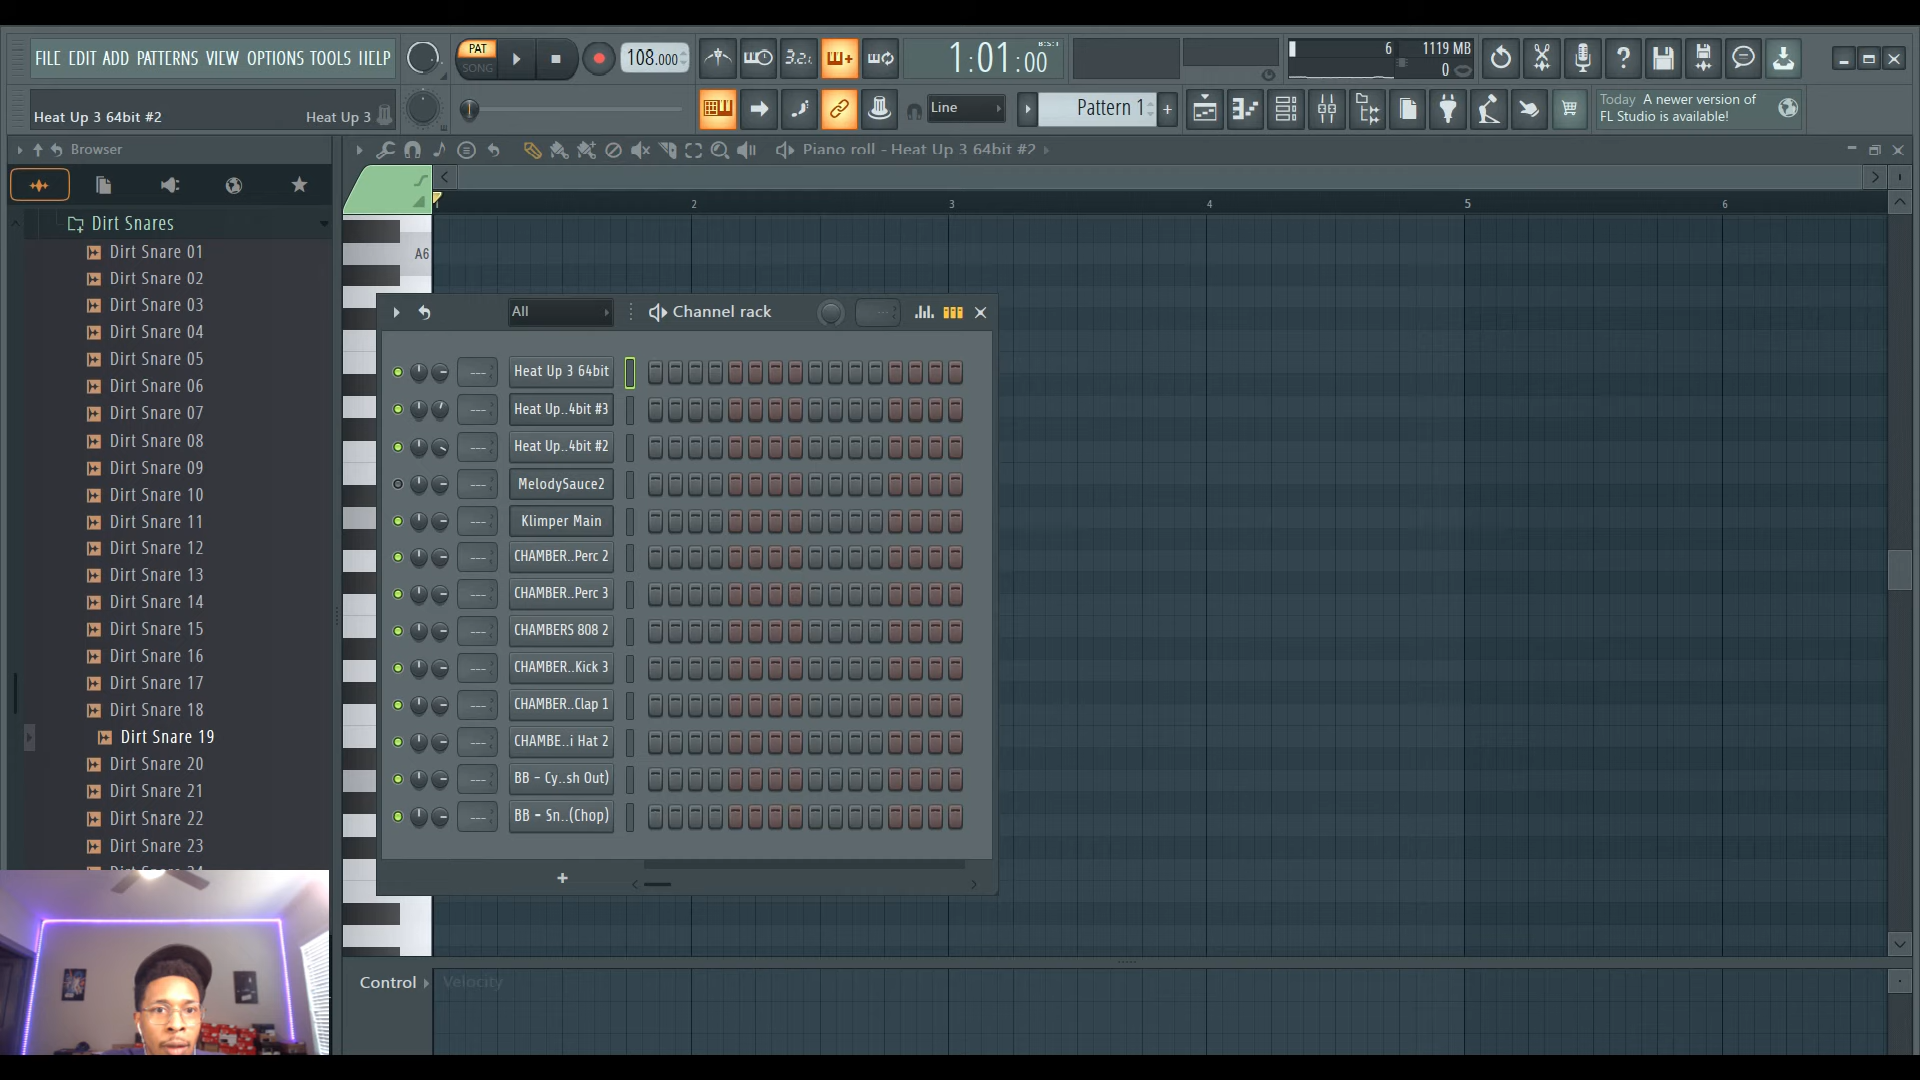 FILE EDIT ADD PATTERNS VIEW OPTIONS TOOLS HELP
PAT
SONG
108.000
3.2.
1:01:00
B:S:T
6
1119 MB
0
Heat Up 3 64bit #2
Heat Up 3
Line
Pattern 1
+
Today A newer version of
FL Studio is available!
Browser
Piano roll - Heat Up 3 64bit #2
Dirt Snares
Dirt Snare 01
Dirt Snare 02
Dirt Snare 03
Dirt Snare 04
Dirt Snare 05
Dirt Snare 06
Dirt Snare 07
Dirt Snare 08
Dirt Snare 09
Dirt Snare 10
Dirt Snare 11
Dirt Snare 12
Dirt Snare 13
Dirt Snare 14
Dirt Snare 15
Dirt Snare 16
Dirt Snare 17
Dirt Snare 18
Dirt Snare 19
Dirt Snare 20
Dirt Snare 21
Dirt Snare 22
Dirt Snare 23
2
3
4
5
6
A6
All
Channel rack
Heat Up 3 64bit
Heat Up..4bit #3
Heat Up..4bit #2
MelodySauce2
Klimper Main
CHAMBER..Perc 2
CHAMBER..Perc 3
CHAMBERS 808 2
CHAMBER..Kick 3
CHAMBER..Clap 1
CHAMBE..i Hat 2
BB - Cy..sh Out)
BB - Sn..(Chop)
+
Control
Velocity